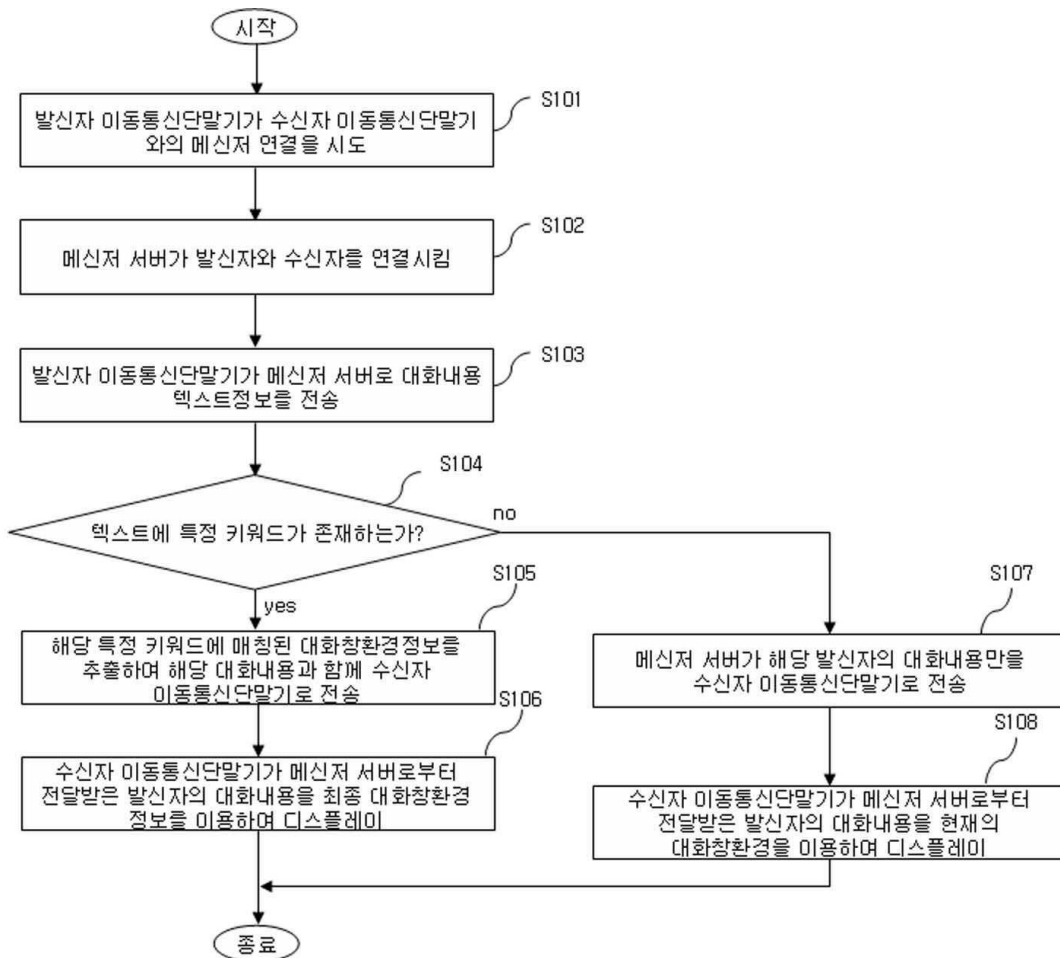 시작
S101
발신자 이동통신단말기가 수신자 이동통신단말기
와의 메신저 연결을 시도
S102
메신저 서버가 발신자와 수신자를 연결시킴
S103
발신자 이동통신단말기가 메신저 서버로 대화내용
텍스트정보를 전송
S104
텍스트에 특정 키워드가 존재하는가?
no
yes
S105
해당 특정 키워드에 매칭된 대화창환경정보를
추출하여 해당 대화내용과 함께 수신자
이동통신단말기로 전송
S106
수신자 이동통신단말기가 메신저 서버로부터
전달받은 발신자의 대화내용을 최종 대화창환경
정보를 이용하여 디스플레이
S107
메신저 서버가 해당 발신자의 대화내용만을
수신자 이동통신단말기로 전송
S108
수신자 이동통신단말기가 메신저 서버로부터
전달받은 발신자의 대화내용을 현재의
대화창환경을 이용하여 디스플레이
종료